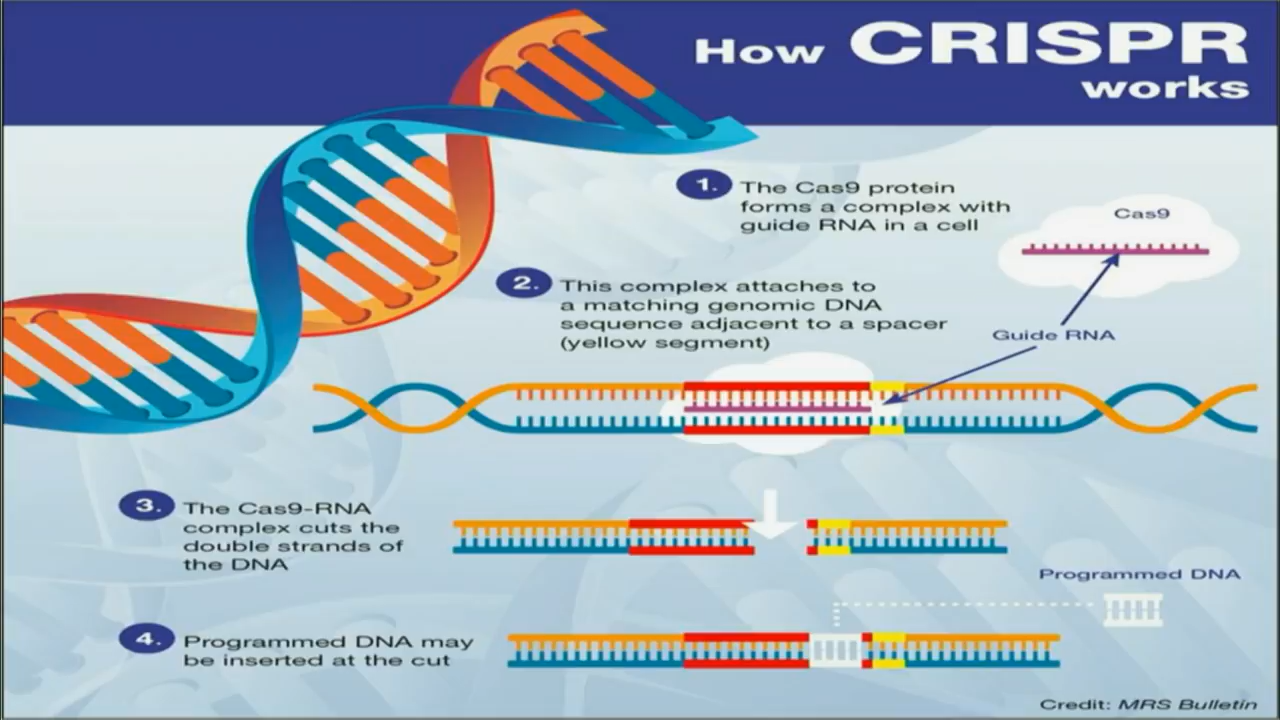 How CRISPR
works
1. The Cas9 protein
forms a complex with
guide RNA in a cell
Cas9
2. This complex attaches to
a matching genomic DNA
sequence adjacent to a spacer
(yellow segment)
Guide RNA
3. The Cas9-RNA
complex cuts the
double strands of
the DNA
Programmed DNA
4. Programmed DNA may
be inserted at the cut
Credit: MRS Bulletin